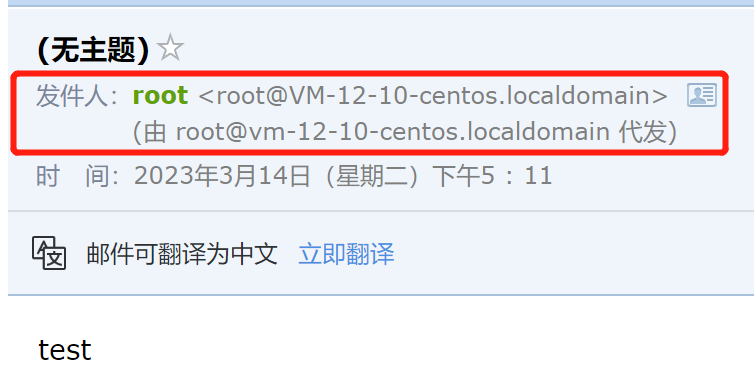 (无主题)
发件人：root <root@VM-12-10-centos.localdomain>
(由 root@vm-12-10-centos.localdomain 代发)
时 间：2023年3月14日（星期二）下午5：11
邮件可翻译为中文 立即翻译
test